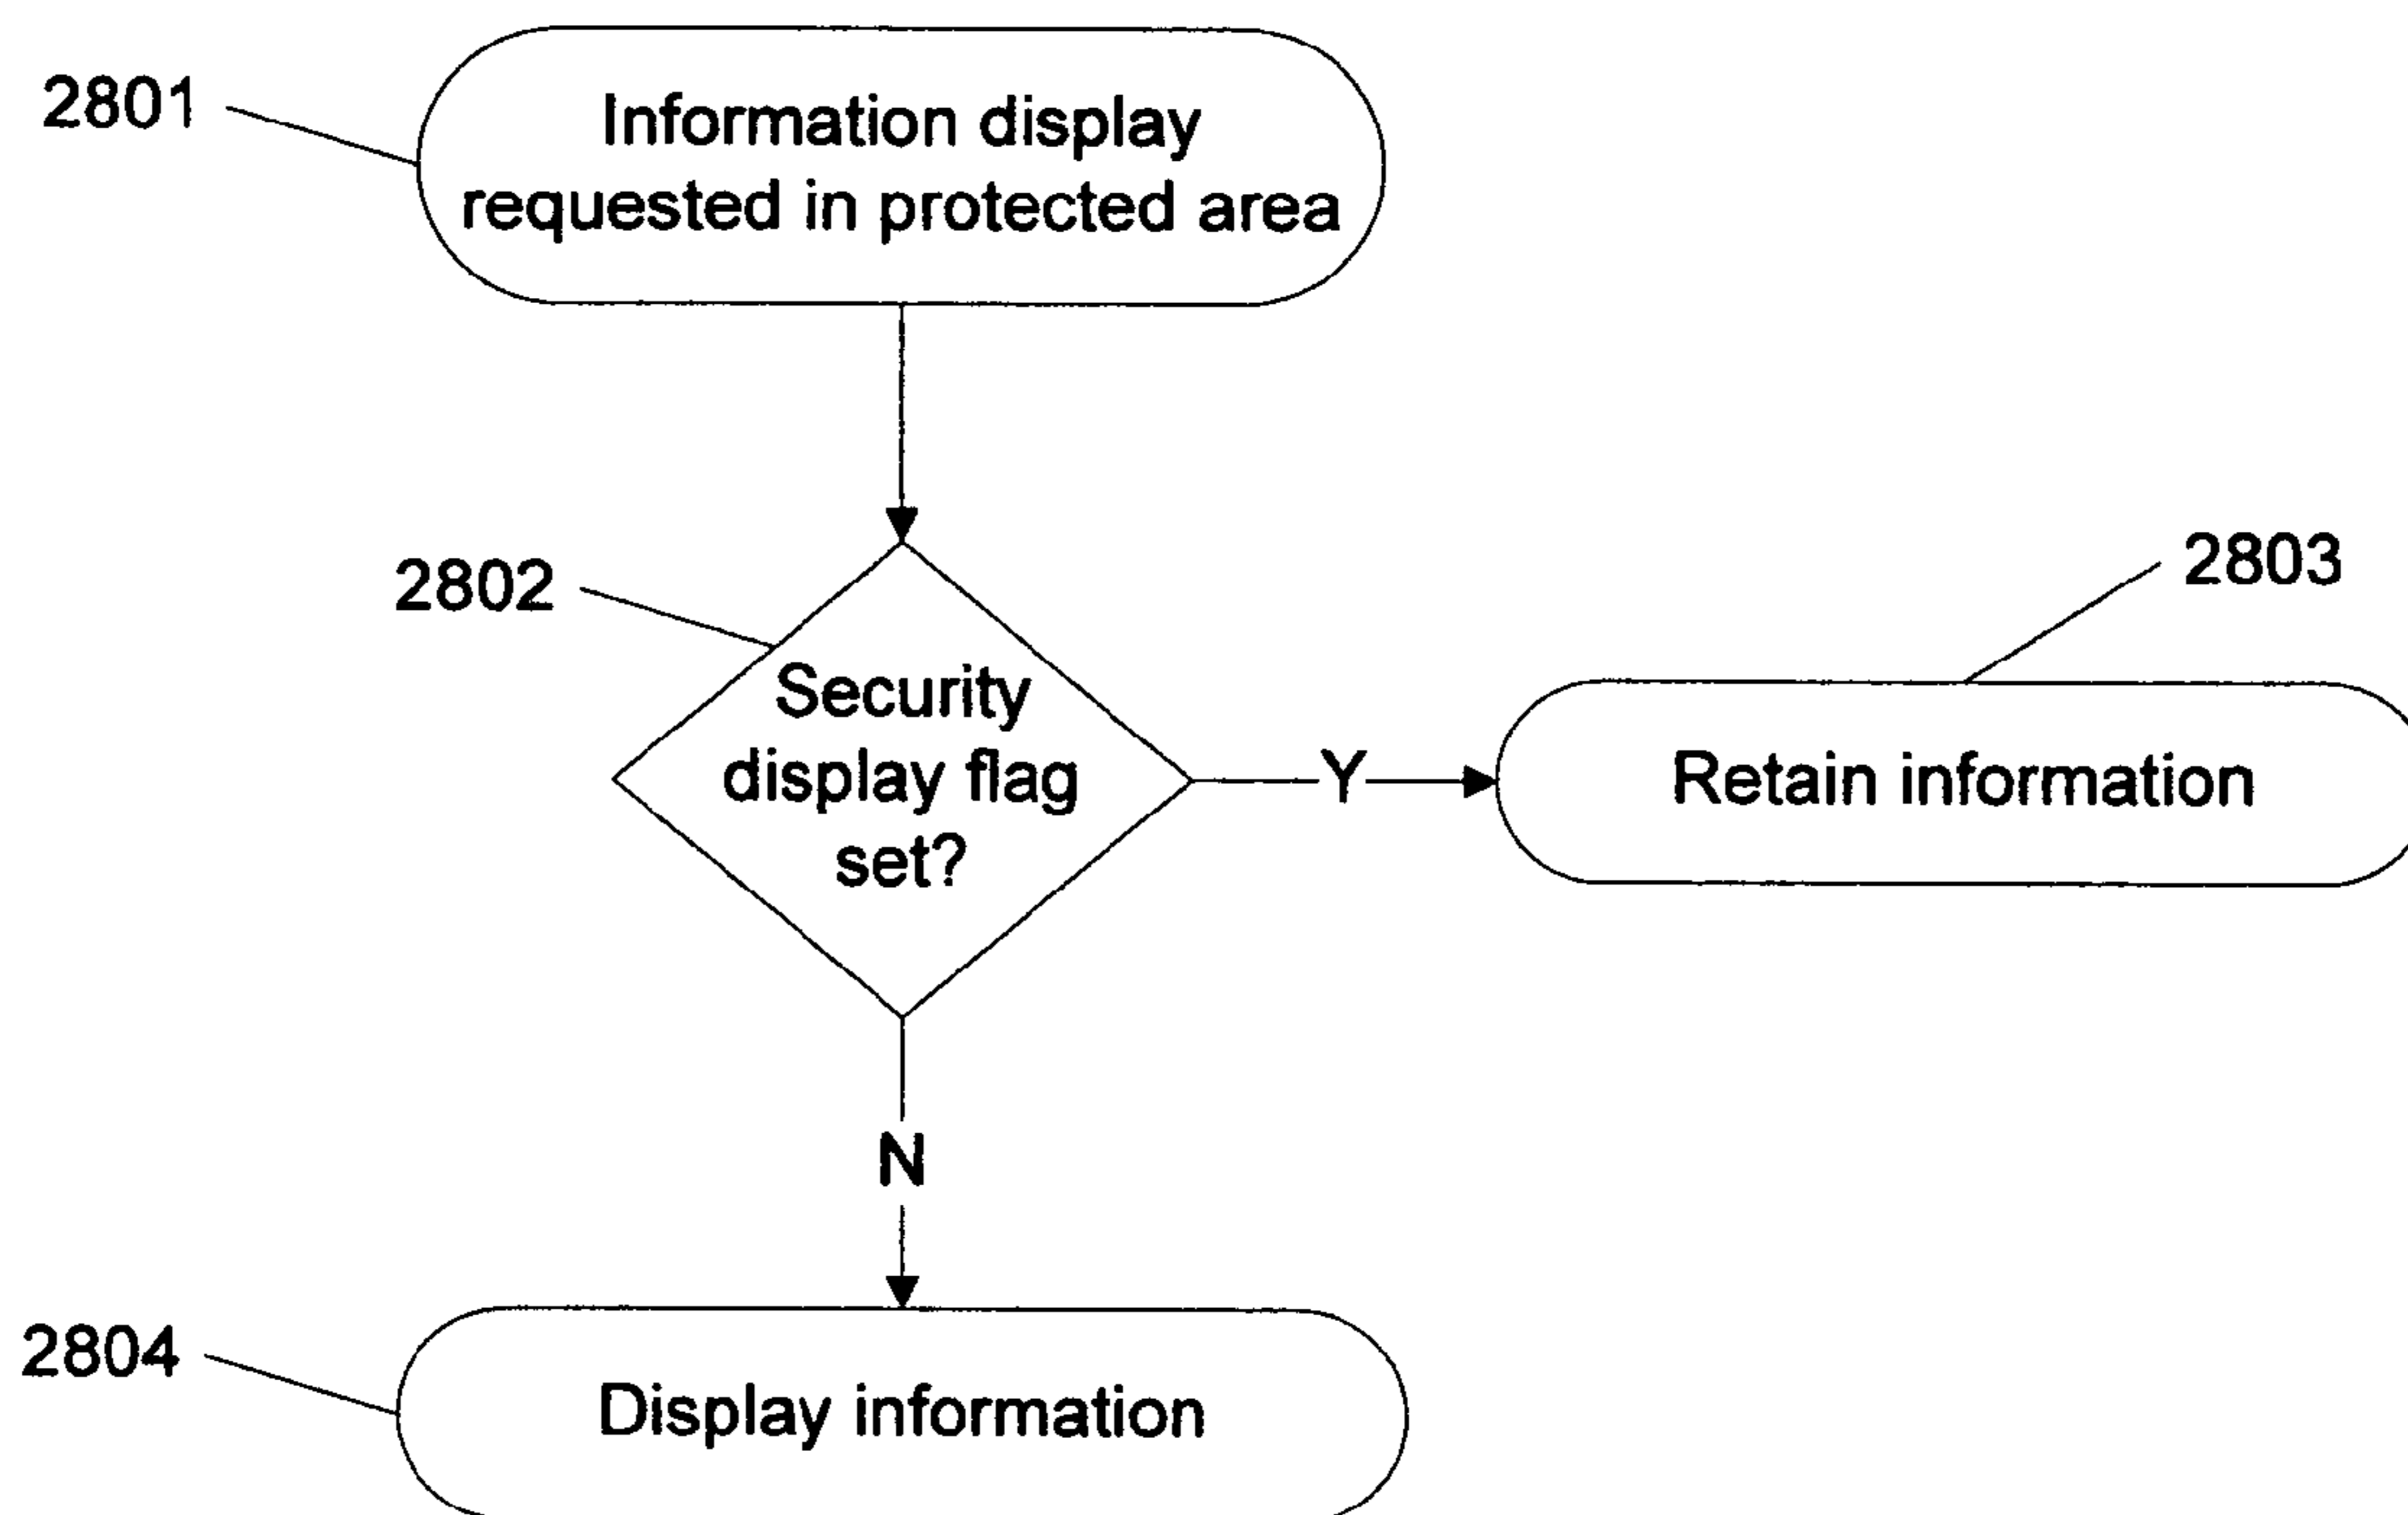 2801
Information display
requested in protected area
2802
Security
display flag
set?
Y
2803
Retain information
N
2804
Display information